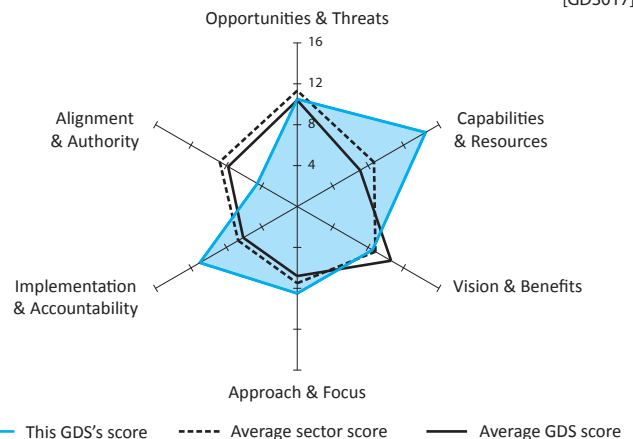 [GDS017]
Opportunities & Threats
16
12
8
4
Alignment
& Authority
Capabilities
& Resources
Implementation
& Accountability
Vision & Benefits
Approach & Focus
This GDS's score
Average sector score
Average GDS score